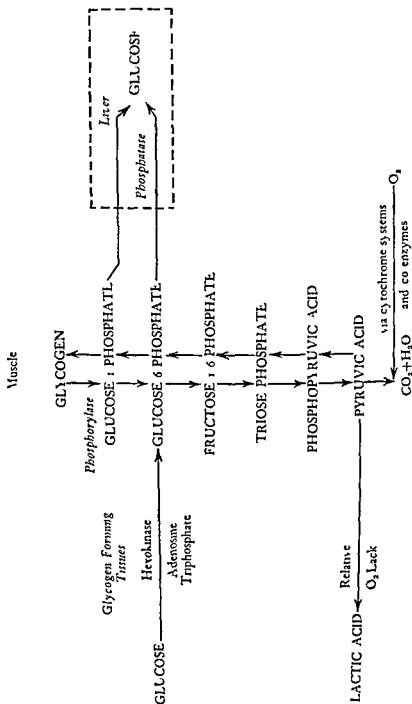 Muscle
GLYCOGEN
Phosphorylase
Liver
GLUCOSE 1 PHOSPHATE
GLUCOSE
Glycogen Forming
Tissues
Phosphatase
GLUCOSE
Hexokinase
GLUCOSE 6 PHOSPHATE
Adenosine
Triphosphate
FRUCTOSE 1 6 PHOSPHATE
TRIOSE PHOSPHATE
PHOSPHOPYRUVIC ACID
LACTIC ACID
Relative
O₂ Lack
PYRUVIC ACID
via cytochrome systems
O₂
and co enzymes
CO₂+H₂O